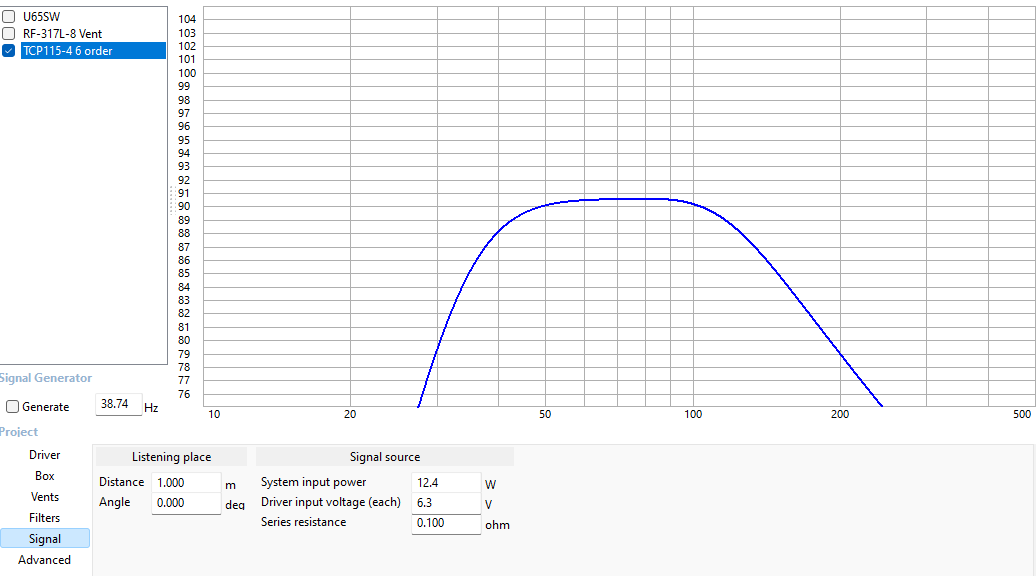 U65SW
RF-317L-8 Vent
TCP115-4 6 order
104
103
102
101
100
99
98
97
96
95
94
93
92
91
90
89
88
87
86
85
84
83
82
81
80
79
78
77
76
10 20 50 100 200 500
Signal Generator
Generate 38.74 Hz
Project
Driver
Box
Vents
Filters
Signal
Advanced
Listening place
Distance 1.000 m
Angle 0.000 deg
Signal source
System input power 12.4 W
Driver input voltage (each) 6.3 V
Series resistance 0.100 ohm